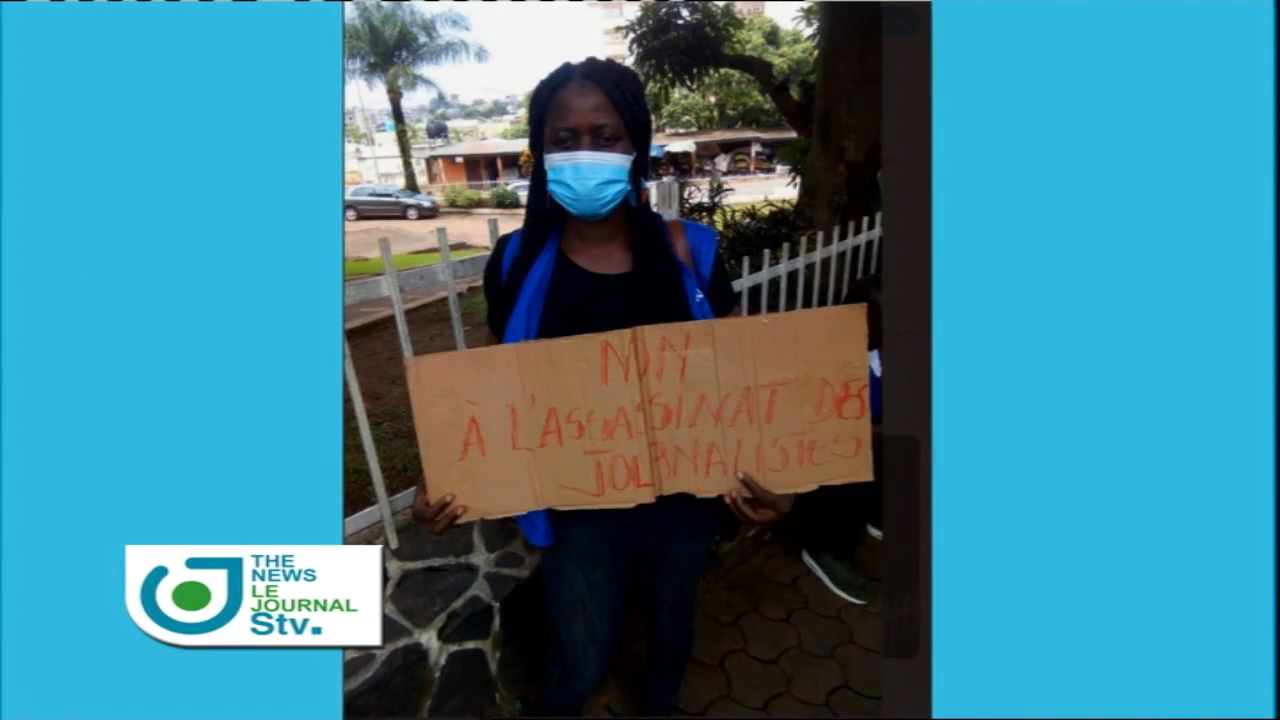 NON
À L'ASSASSINAT DES
JOURNALISTES
THE
NEWS
LE
JOURNAL
Stv.